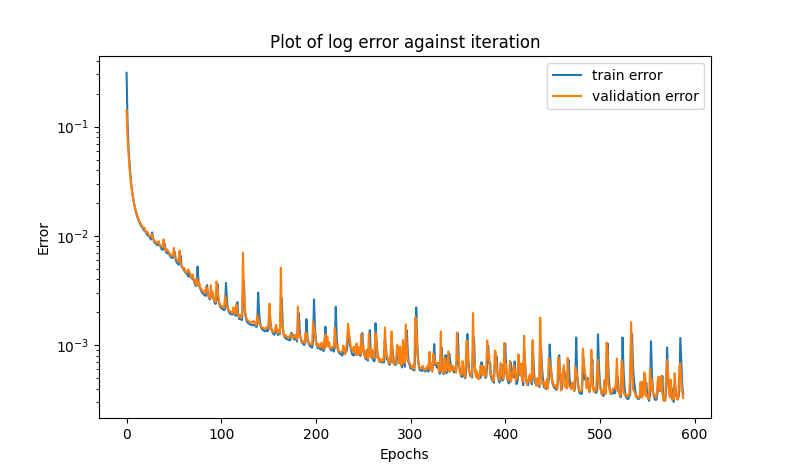 Plot of log error against iteration
train error
validation error
Error
10⁻¹
10⁻²
10⁻³
0 100 200 300 400 500 600
Epochs